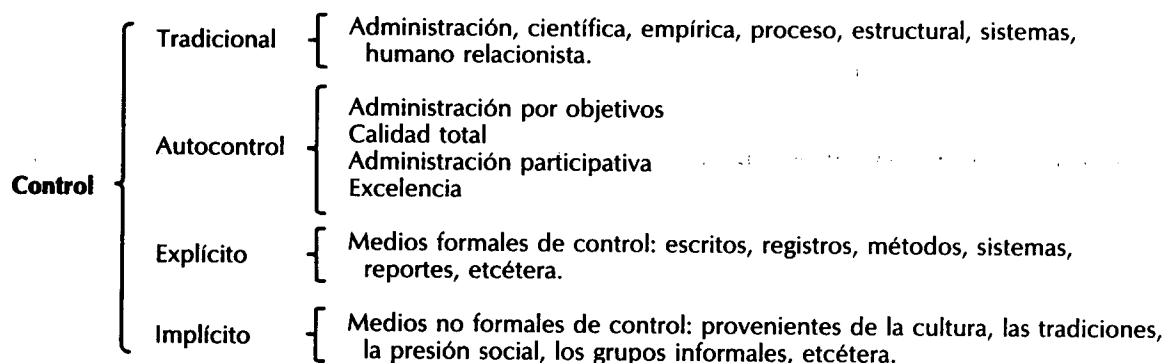 Control
Tradicional
Administración, científica, empírica, proceso, estructural, sistemas,
humano relacionista.
Autocontrol
Administración por objetivos
Calidad total
Administración participativa
Excelencia
Explícito
Medios formales de control: escritos, registros, métodos, sistemas,
reportes, etcétera.
Implícito
Medios no formales de control: provenientes de la cultura, las tradiciones,
la presión social, los grupos informales, etcétera.